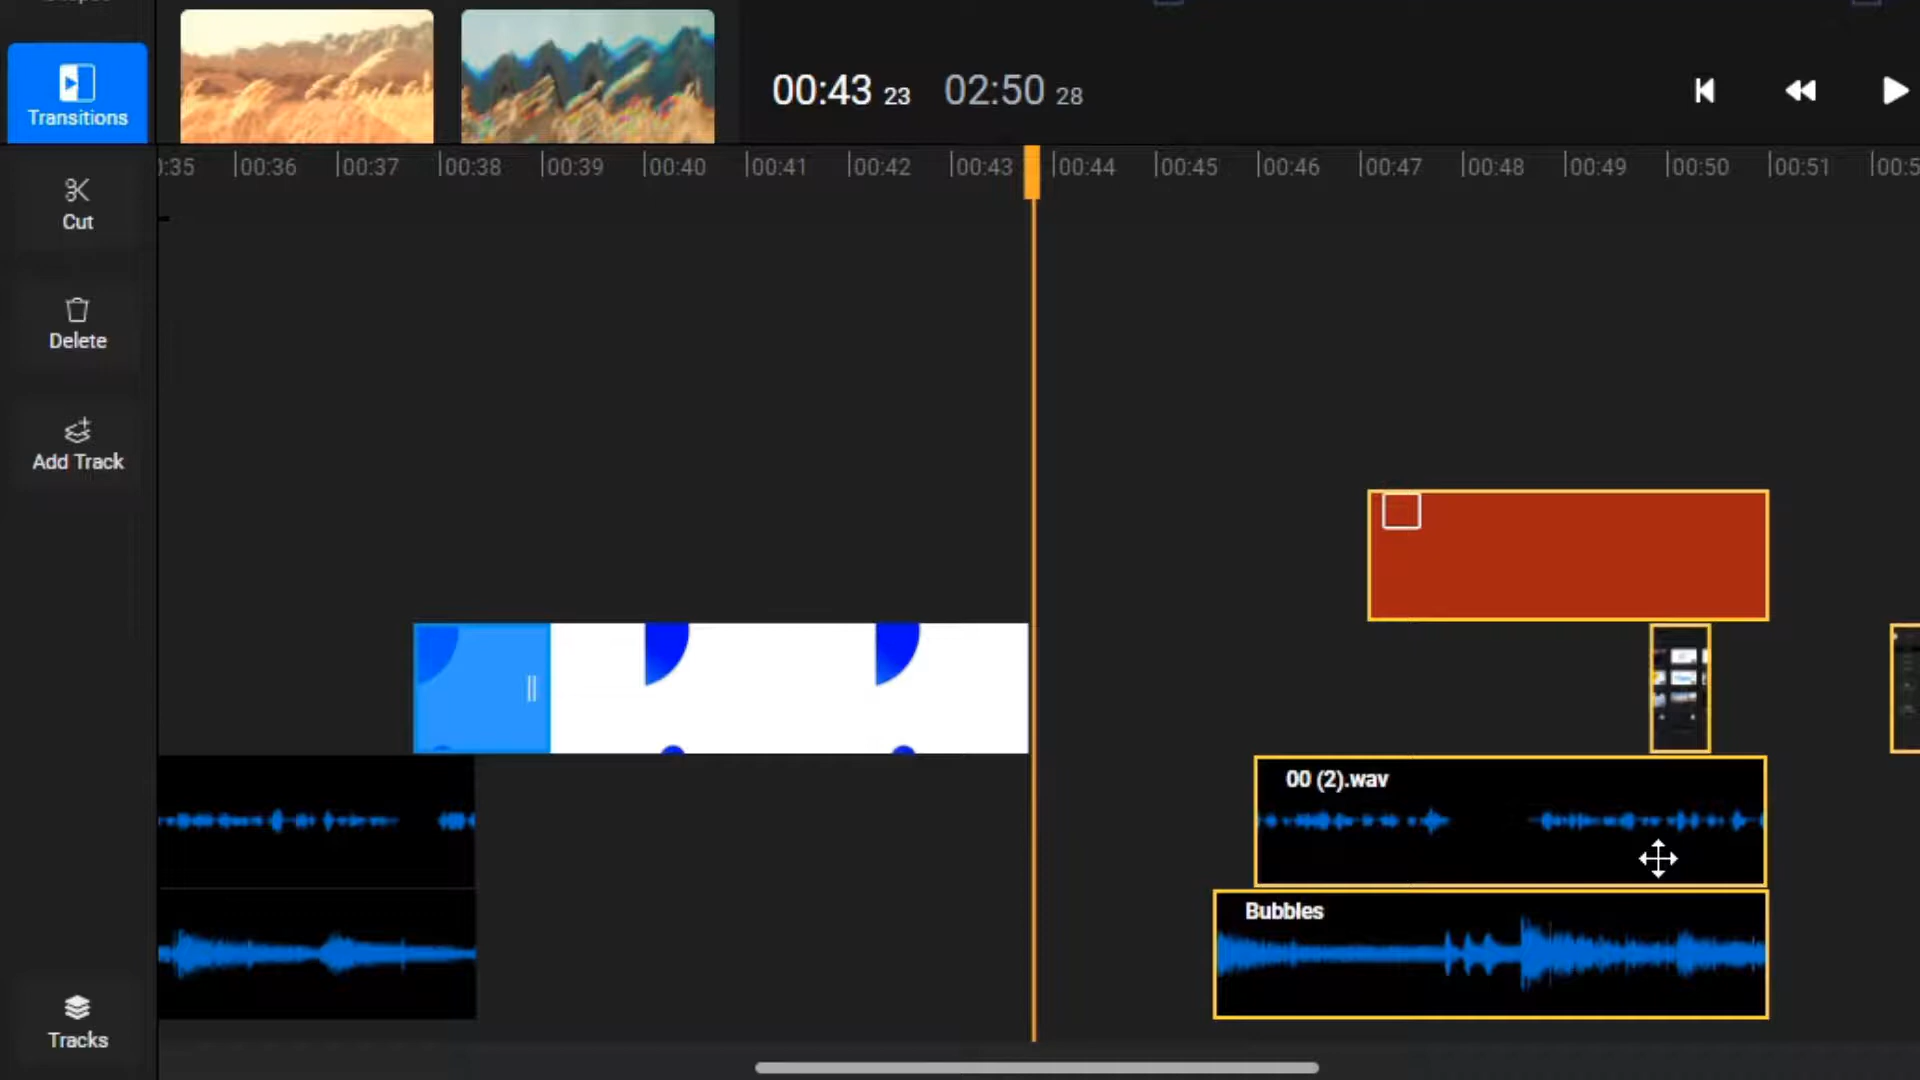 Transitions
00:43 23 02:50 28
:35 00:36 00:37 00:38 00:39 00:40 00:41 00:42 00:43 00:44 00:45 00:46 00:47 00:48 00:49 00:50 00:51 00:5
Cut
Delete
Add Track
00 (2).wav
Bubbles
Tracks